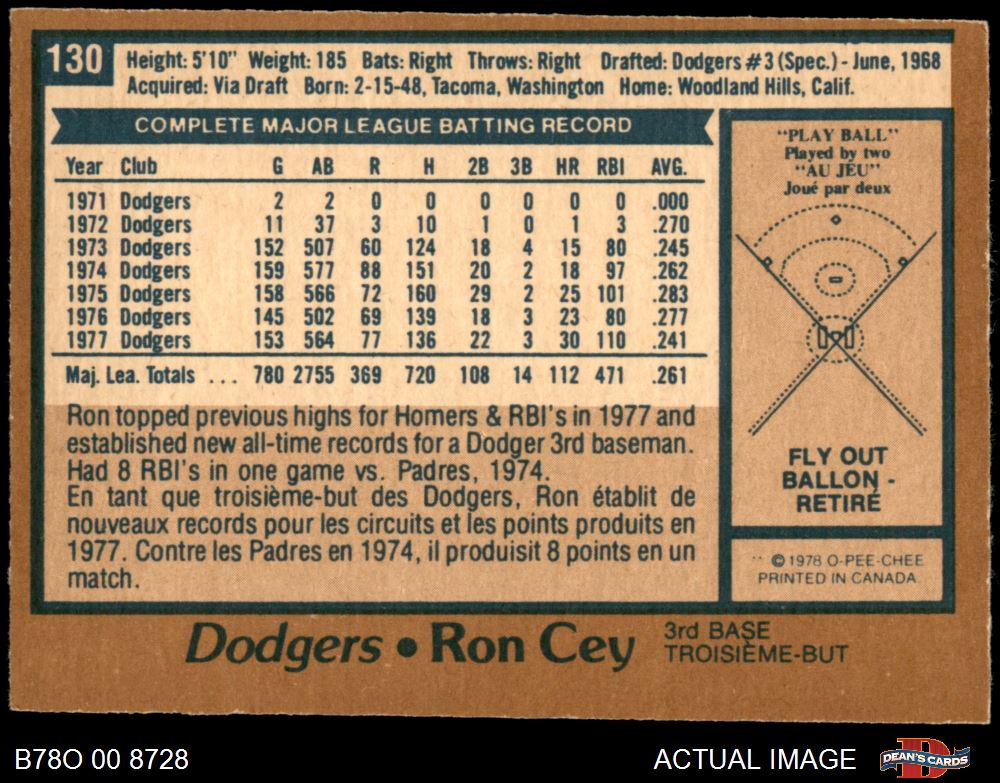 130
Height: 5'10" Weight: 185 Bats: Right Throws: Right Drafted: Dodgers #3 (Spec.) - June, 1968
Acquired: Via Draft Born: 2-15-48, Tacoma, Washington Home: Woodland Hills, Calif.
COMPLETE MAJOR LEAGUE BATTING RECORD
Year Club G AB R H 2B 3B HR RBI AVG.
1971 Dodgers 2 2 0 0 0 0 0 0 .000
1972 Dodgers 11 37 3 10 1 0 1 3 .270
1973 Dodgers 152 507 60 124 18 4 15 80 .245
1974 Dodgers 159 577 88 151 20 2 18 97 .262
1975 Dodgers 158 566 72 160 29 2 25 101 .283
1976 Dodgers 145 502 69 139 18 3 23 80 .277
1977 Dodgers 153 564 77 136 22 3 30 110 .241
Maj. Lea. Totals ... 780 2755 369 720 108 14 112 471 .261
Ron topped previous highs for Homers & RBI's in 1977 and
established new all-time records for a Dodger 3rd baseman.
Had 8 RBI's in one game vs. Padres, 1974.
En tant que troisième-but des Dodgers, Ron établit de
nouveaux records pour les circuits et les points produits en
1977. Contre les Padres en 1974, il produisit 8 points en un
match.
"PLAY BALL"
Played by two
"AU JEU"
Joué par deux
FLY OUT
BALLON -
RETIRÉ
** © 1978 O-PEE-CHEE
PRINTED IN CANADA
Dodgers • Ron Cey
3rd BASE
TROISIÈME-BUT
B78O 00 8728
ACTUAL IMAGE
DEAN'S CARDS